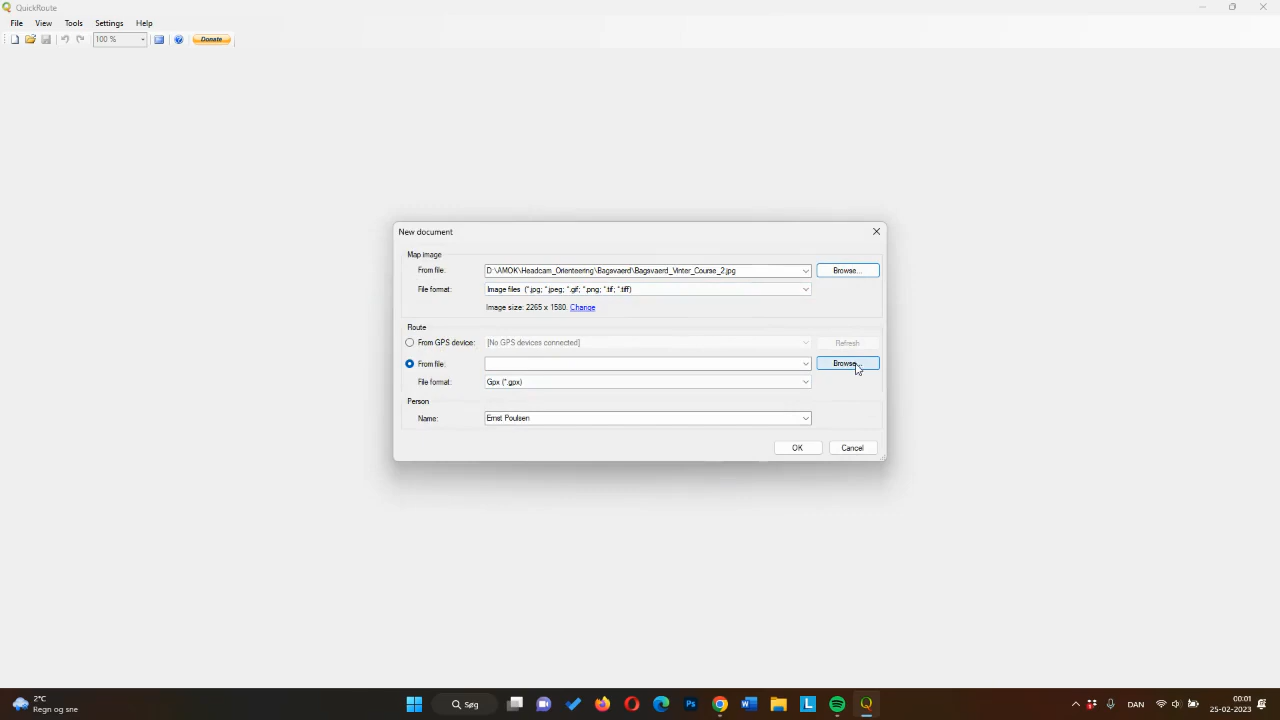 QuickRoute
File View Tools Settings Help
100 % Donate
New document
Map image
From file: D:\AMOK\Headcam_Orienteering\Bagsvaerd\Bagsvaerd_Vinter_Course_2.jpg Browse...
File format: Image files (*.jpg; *.jpeg; *.gif; *.png; *.tif; *.tiff)
Image size: 2265 x 1580. Change
Route
From GPS device: [No GPS devices connected] Refresh
From file: Browse...
File format: Gpx (*.gpx)
Person
Name: Ernst Poulsen
OK Cancel
2°C
Regn og sne
Søg
DAN
00:01
25-02-2023